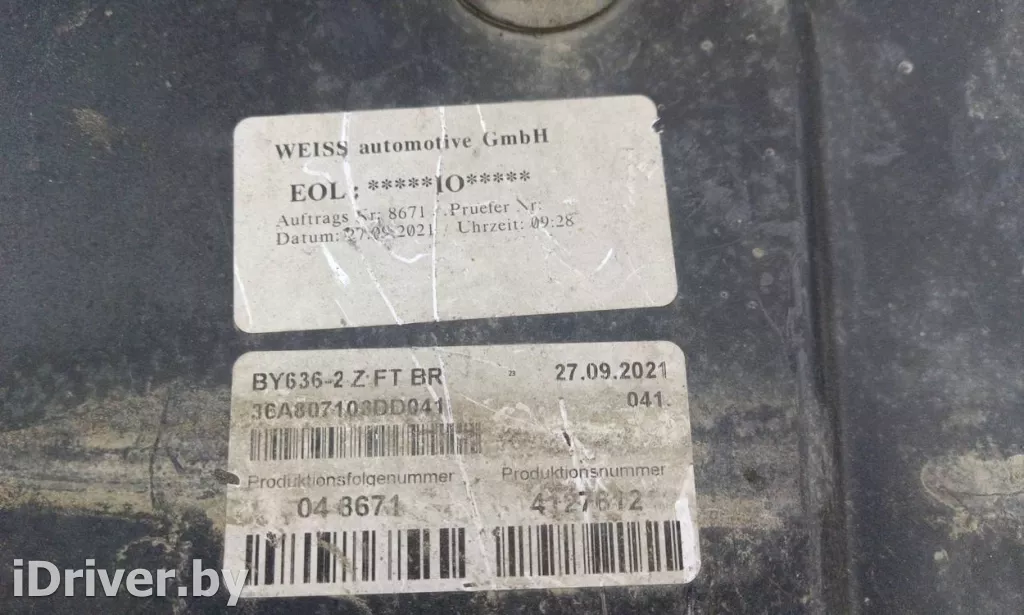 WEISS automotive GmbH
EOL : *****IO*****
Auftrags Nr: 8671 / Pruefer Nr:
Datum: 27.09.2021 / Uhrzeit: 09:28
BY636-2 Z FT BR
27.09.2021
36A807103DD041
041
Produktionsfolgenummer
Produktionsnummer
04 8671
4127612
iDriver.by